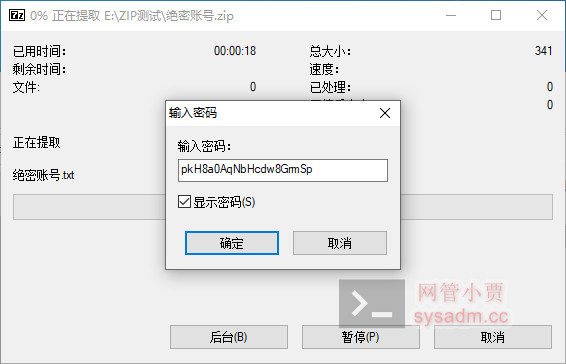 7z 0% 正在提取 E:\ZIP测试\绝密账号.zip
已用时间: 00:00:18 总大小: 341
剩余时间: 速度:
文件: 0 已处理: 0
0
正在提取
绝密账号.txt
输入密码
输入密码:
pkH8a0AqNbHcdw8GrmSp
显示密码(S)
确定 取消
网管小贾
sysadm.cc
后台(B) 暂停(P) 取消